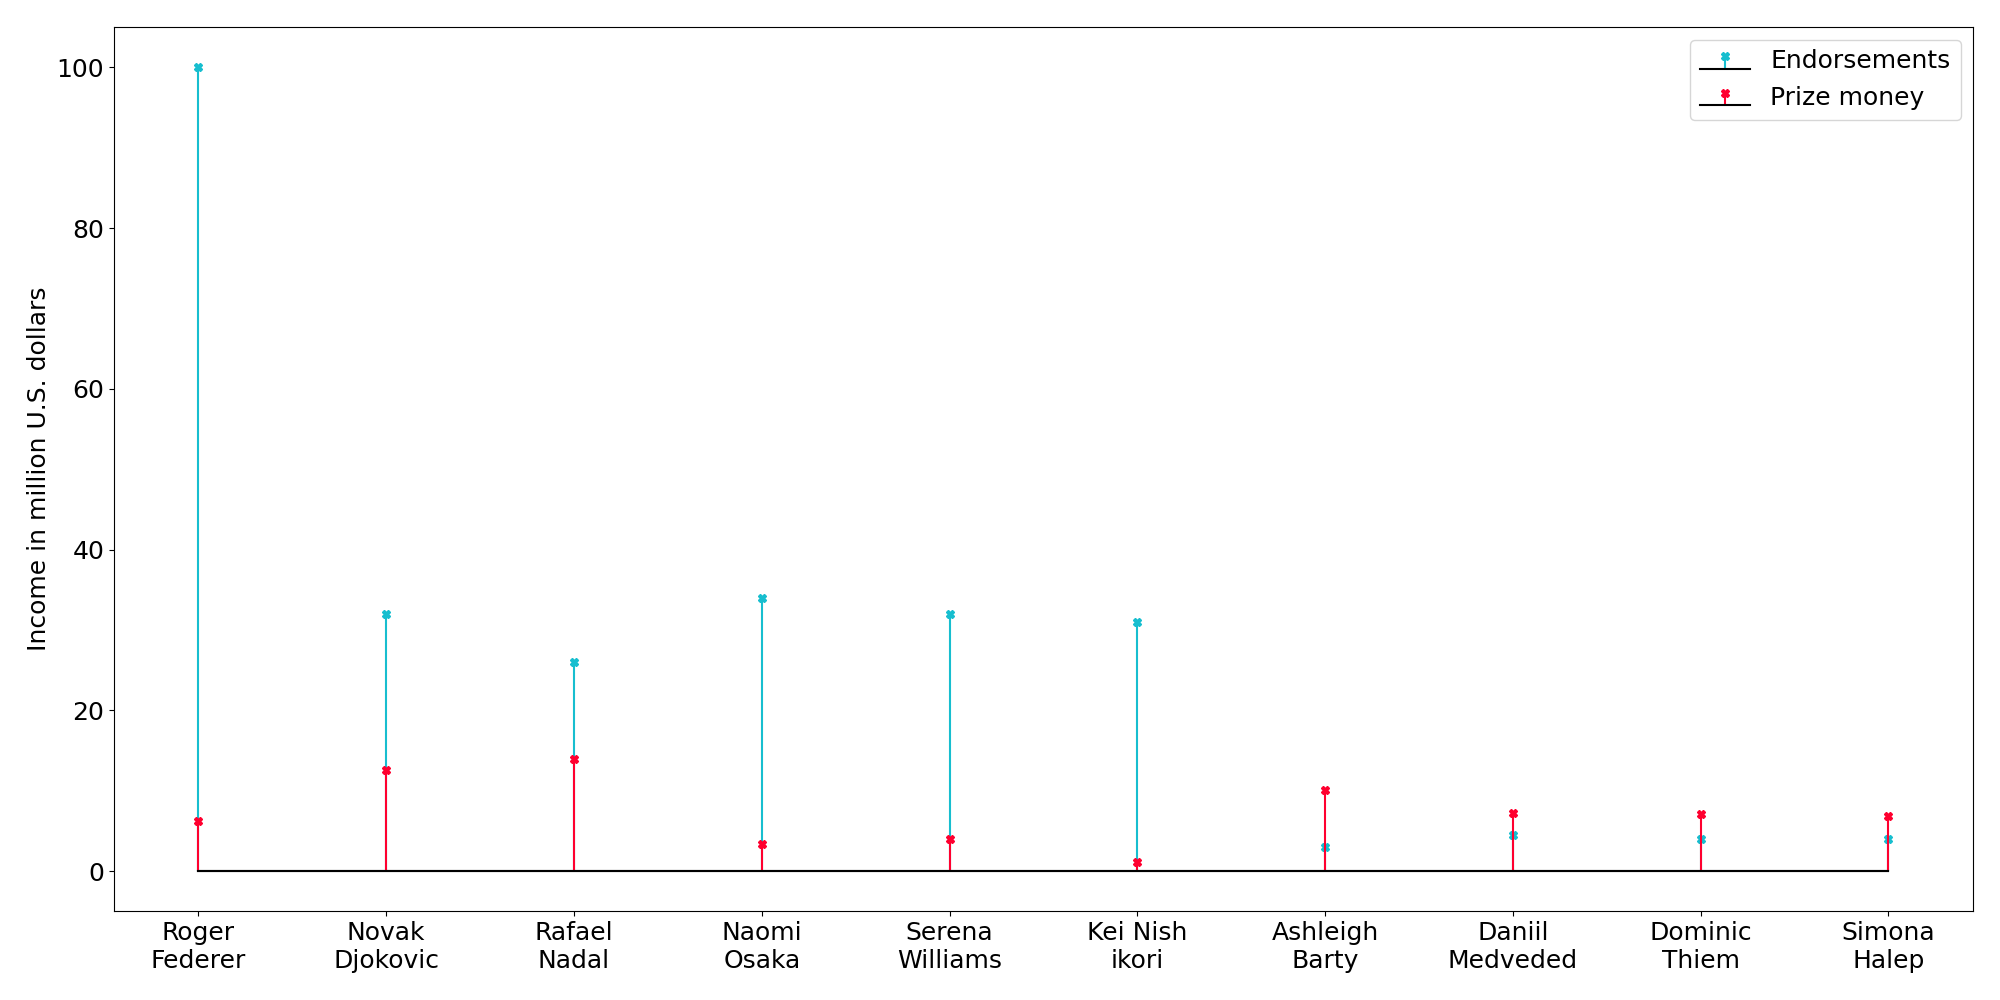 Endorsements
Prize money
Income in million U.S. dollars
100
80
60
40
20
0
Roger
Federer
Novak
Djokovic
Rafael
Nadal
Naomi
Osaka
Serena
Williams
Kei Nish
ikori
Ashleigh
Barty
Daniil
Medveded
Dominic
Thiem
Simona
Halep